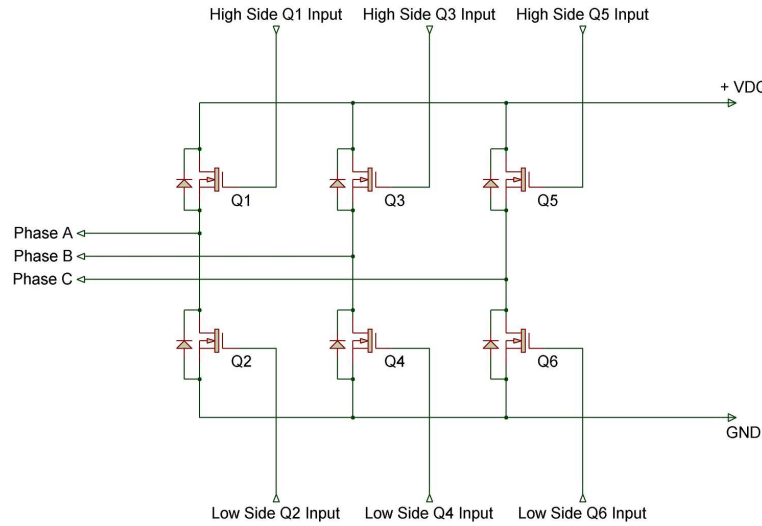 High Side Q1 Input High Side Q3 Input High Side Q5 Input
+ VDC
Q1 Q3 Q5
Phase A
Phase B
Phase C
Q2 Q4 Q6
GND
Low Side Q2 Input Low Side Q4 Input Low Side Q6 Input